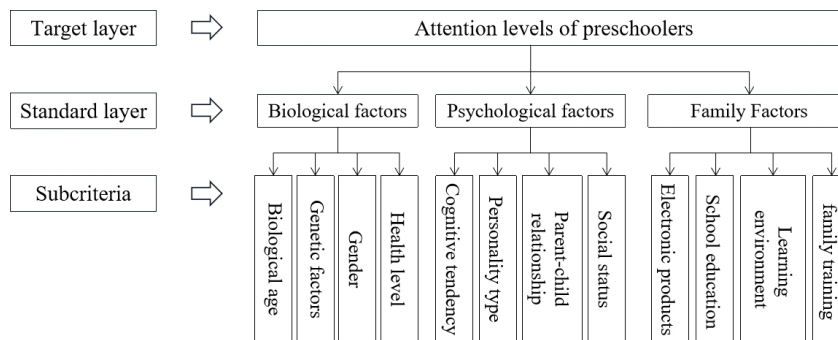 Target layer
Attention levels of preschoolers
Standard layer
Biological factors
Psychological factors
Family Factors
Subcriteria
Biological age
Genetic factors
Gender
Health level
Cognitive tendency
Personality type
Parent-child
relationship
Social status
Electronic products
School education
Learning
environment
family training